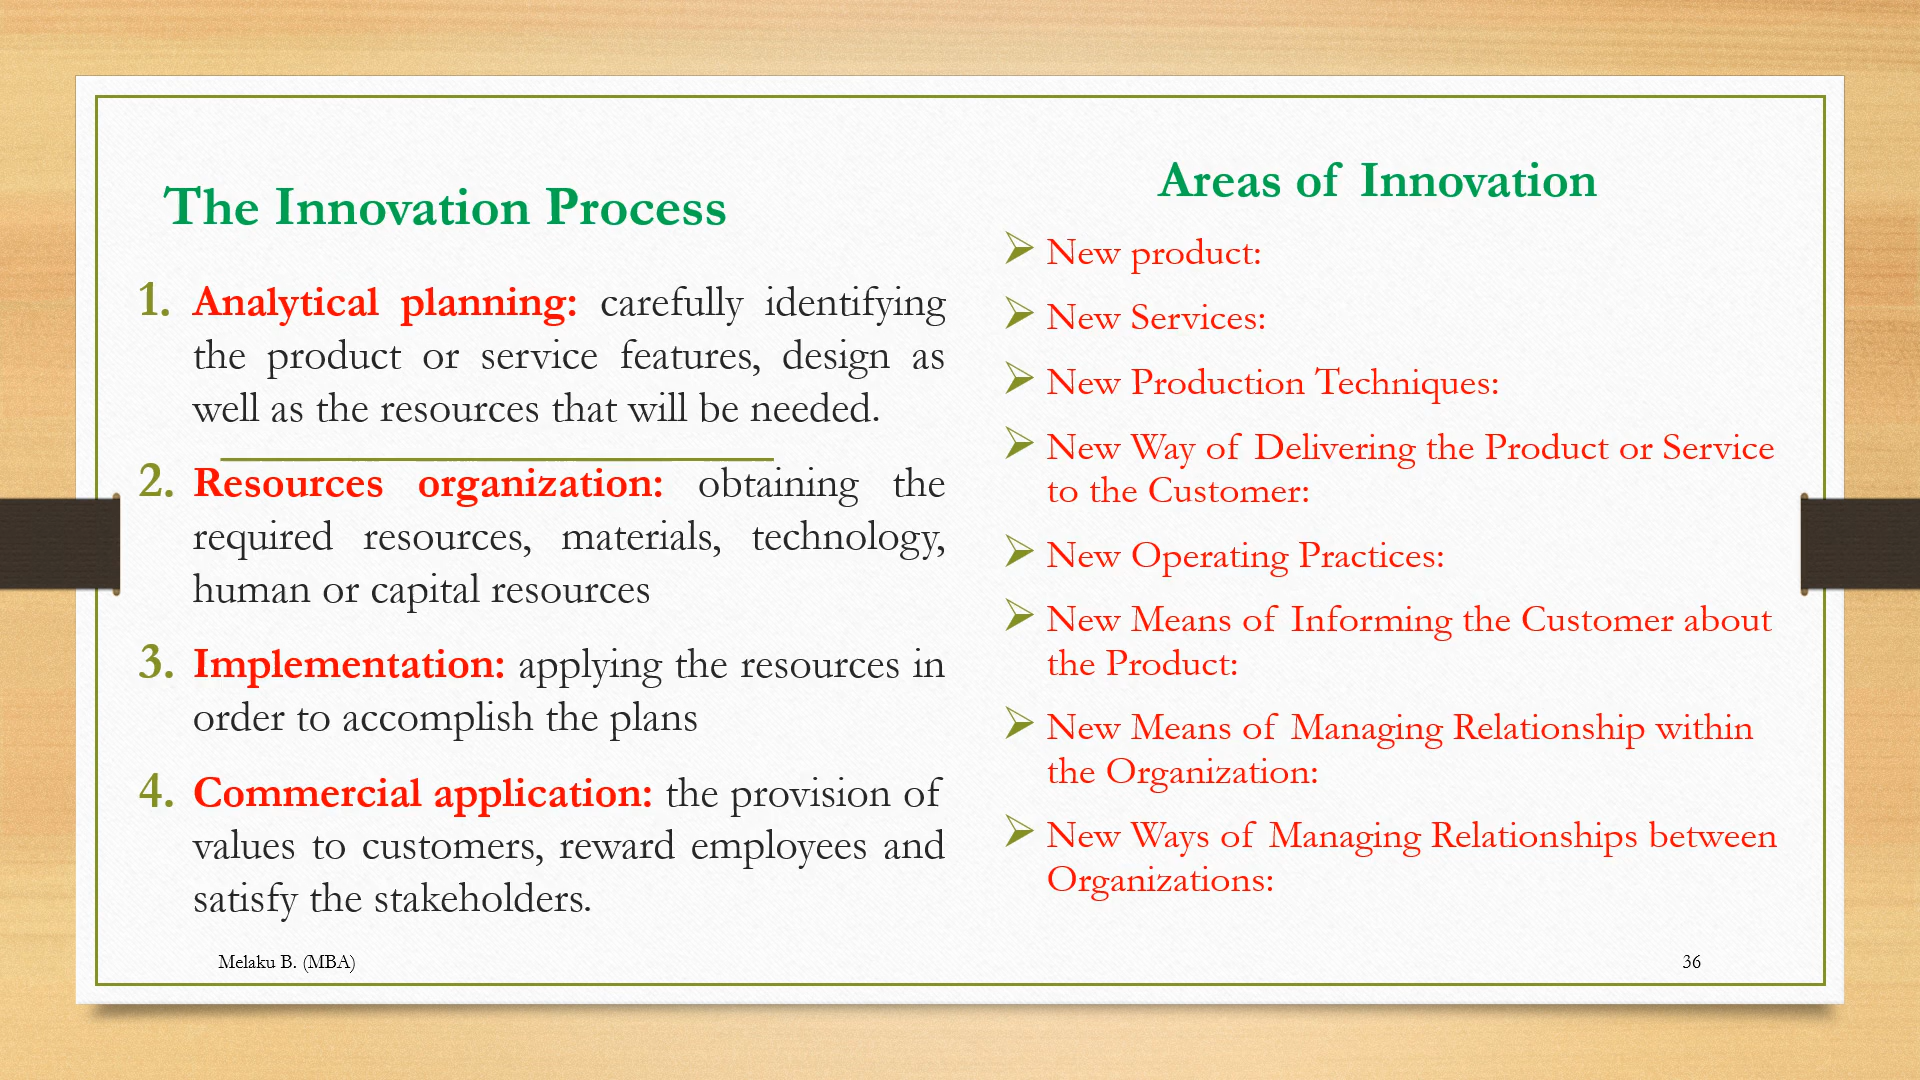 The Innovation Process
1. Analytical planning: carefully identifying
the product or service features, design as
well as the resources that will be needed.
2. Resources organization: obtaining the
required resources, materials, technology,
human or capital resources
3. Implementation: applying the resources in
order to accomplish the plans
4. Commercial application: the provision of
values to customers, reward employees and
satisfy the stakeholders.
Areas of Innovation
New product:
New Services:
New Production Techniques:
New Way of Delivering the Product or Service
to the Customer:
New Operating Practices:
New Means of Informing the Customer about
the Product:
New Means of Managing Relationship within
the Organization:
New Ways of Managing Relationships between
Organizations:
Melaku B. (MBA)
36